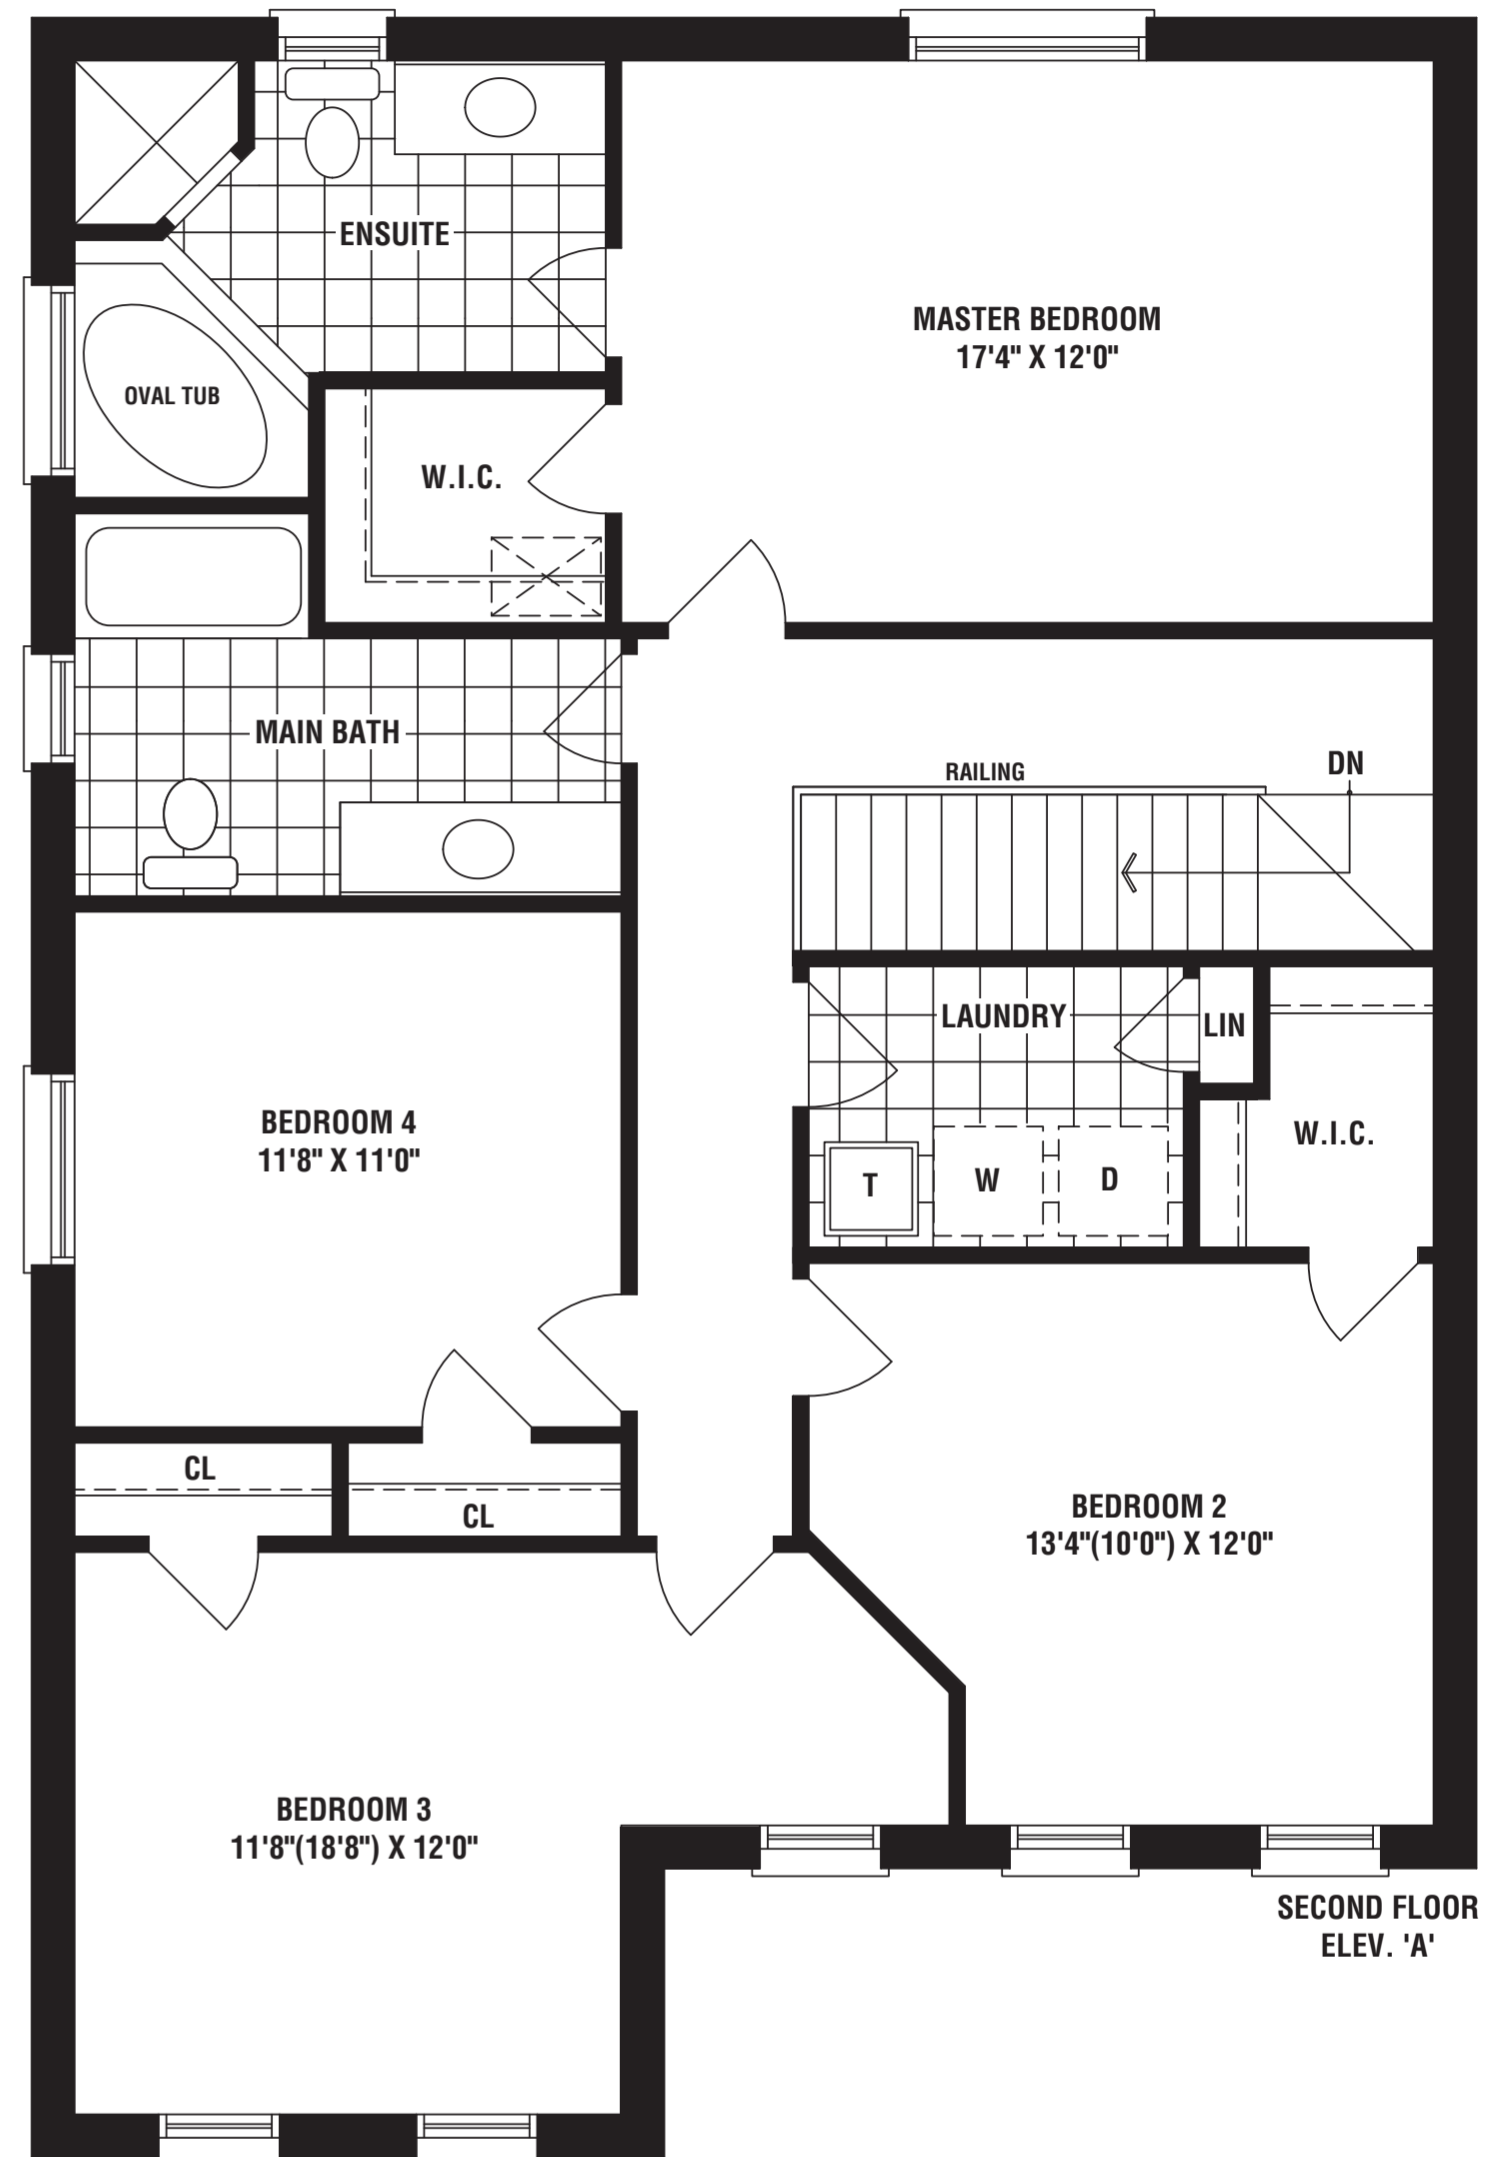 ENSUITE
MASTER BEDROOM
17'4" X 12'0"
OVAL TUB
W.I.C.
MAIN BATH
RAILING
DN
LAUNDRY
LIN
W.I.C.
T
W
D
BEDROOM 4
11'8" X 11'0"
CL
CL
BEDROOM 2
13'4"(10'0") X 12'0"
BEDROOM 3
11'8"(18'8") X 12'0"
SECOND FLOOR
ELEV. 'A'